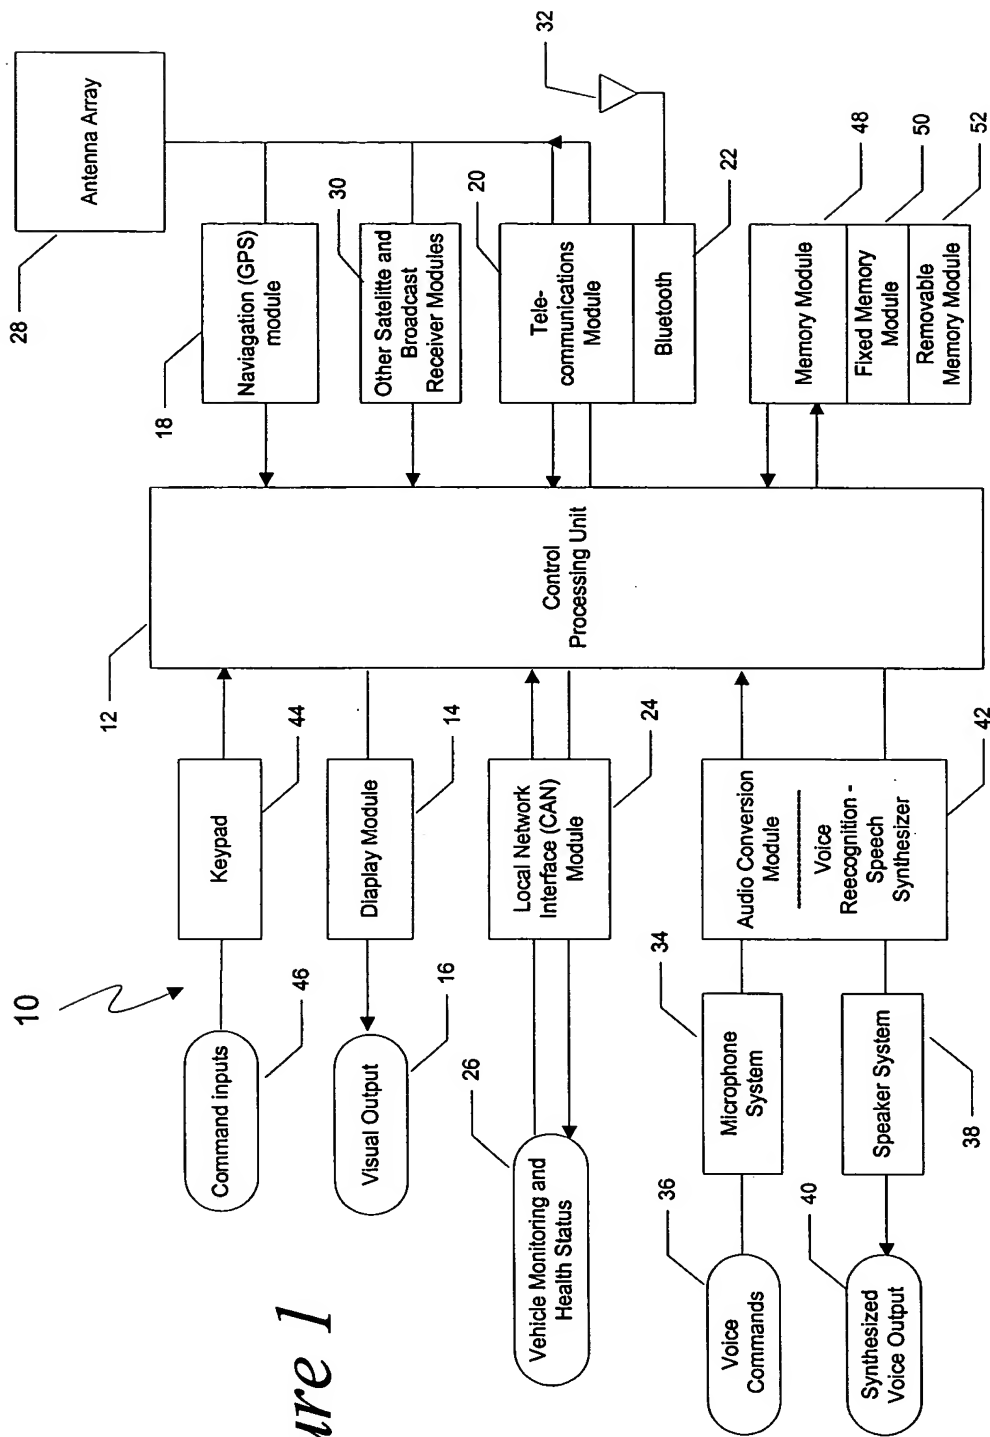 ure 1
10
Command inputs
46
Keypad
44
12
Control
Processing Unit
Visual Output
16
Diaplay Module
14
Vehicle Monitoring and
Health Status
26
Local Network
Interface (CAN)
Module
24
Voice
Commands
36
Microphone
System
34
Audio Conversion
Module
Voice
Reecognition -
Speech
Synthesizer
42
Synthesized
Voice Output
40
Speaker System
38
Antenna Array
28
Naviagation (GPS)
module
18
Other Satelitte and
Broadcast
Receiver Modules
30
Tele-
communications
Module
20
Bluetooth
22
32
Memory Module
48
Fixed Memory
Module
50
Removable
Memory Module
52